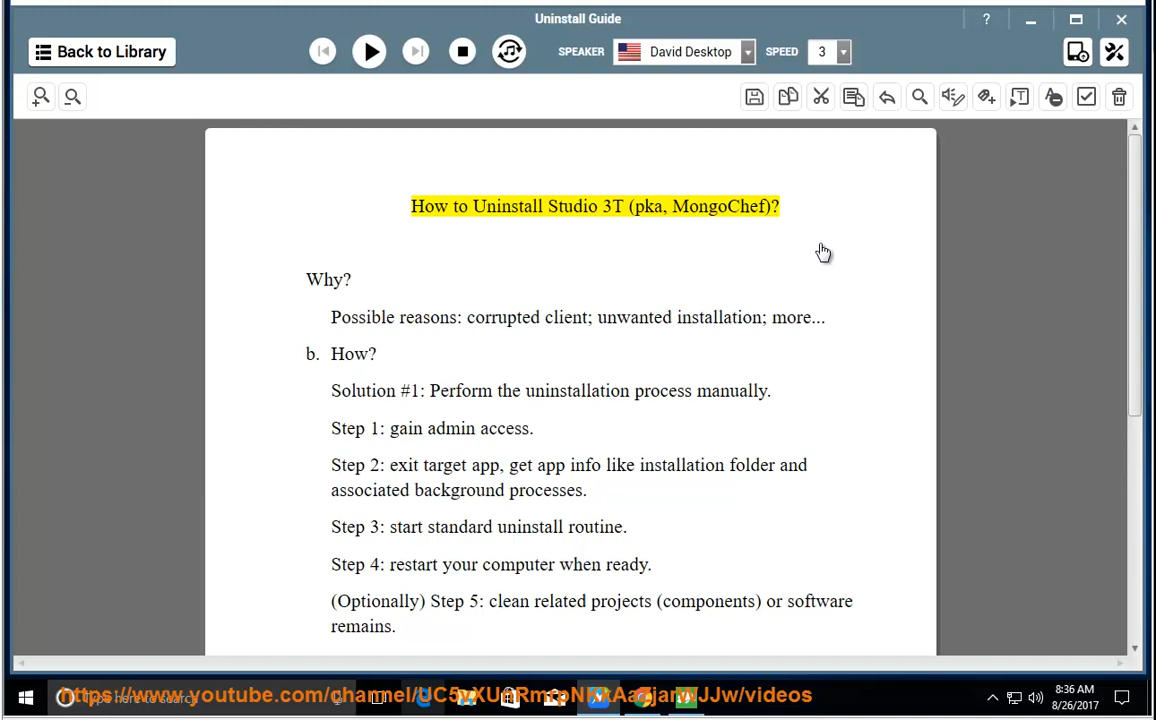 Uninstall Guide
?
Back to Library
SPEAKER
David Desktop
SPEED
3
How to Uninstall Studio 3T (pka, MongoChef)?
Why?
Possible reasons: corrupted client; unwanted installation; more...
b. How?
Solution #1: Perform the uninstallation process manually.
Step 1: gain admin access.
Step 2: exit target app, get app info like installation folder and
associated background processes.
Step 3: start standard uninstall routine.
Step 4: restart your computer when ready.
(Optionally) Step 5: clean related projects (components) or software
remains.
Type here to search
8:36 AM
8/26/2017